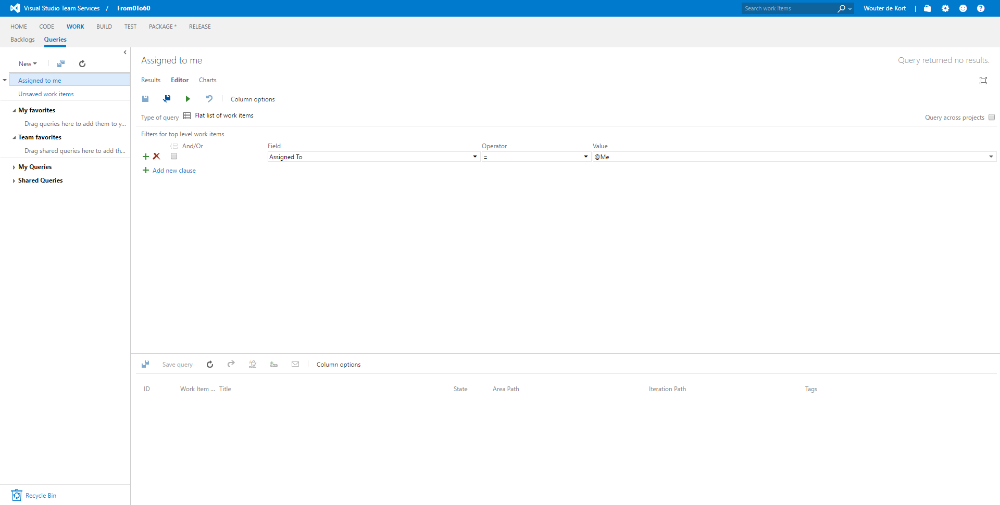 Visual Studio Team Services / From0To60 Search work items Wouter de Kort |
HOME CODE WORK BUILD TEST PACKAGE * RELEASE
Backlogs Queries
New
Assigned to me
Unsaved work items
My favorites
Drag queries here to add them to y...
Team favorites
Drag shared queries here to add th...
My Queries
Shared Queries
Recycle Bin
Assigned to me Query returned no results.
Results Editor Charts
Column options
Type of query Flat list of work items Query across projects
Filters for top level work items
And/Or Field Operator Value
Assigned To = @Me
Add new clause
Save query Column options
ID Work Item ... Title State Area Path Iteration Path Tags